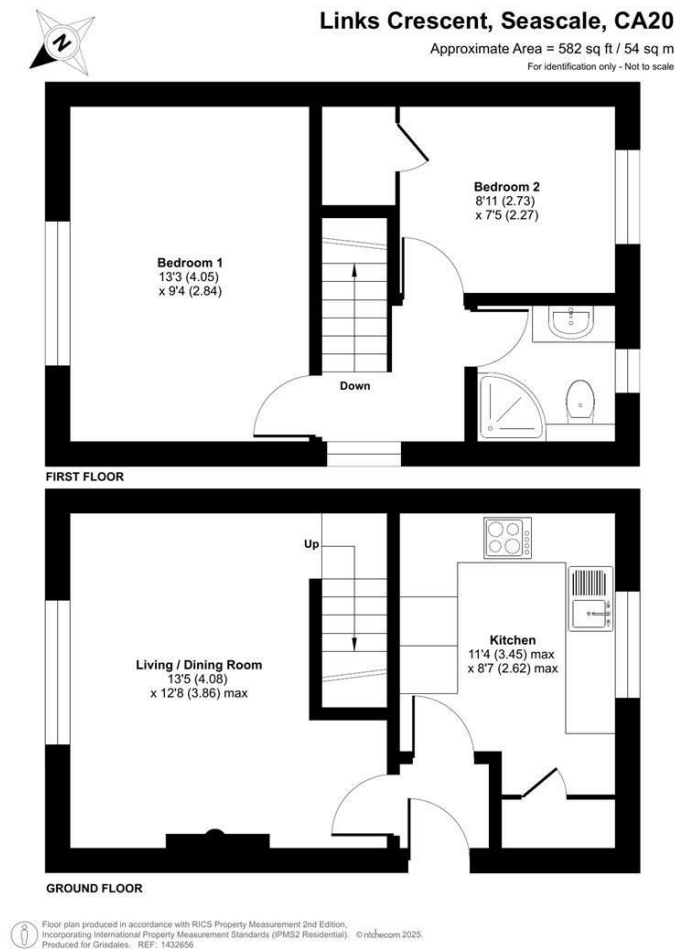 Links Crescent, Seascale, CA20
Approximate Area = 582 sq ft / 54 sq m
For identification only - Not to scale
N
Bedroom 2
8'11 (2.73)
x 7'5 (2.27)
Bedroom 1
13'3 (4.05)
x 9'4 (2.84)
Down
FIRST FLOOR
Up
Kitchen
11'4 (3.45) max
x 8'7 (2.62) max
Living / Dining Room
13'5 (4.08)
x 12'8 (3.86) max
GROUND FLOOR
Floor plan produced in accordance with RICS Property Measurement 2nd Edition,
Incorporating International Property Measurement Standards (IPMS2 Residential). © nichecom 2025.
Produced for Grisdales. REF: 1432656